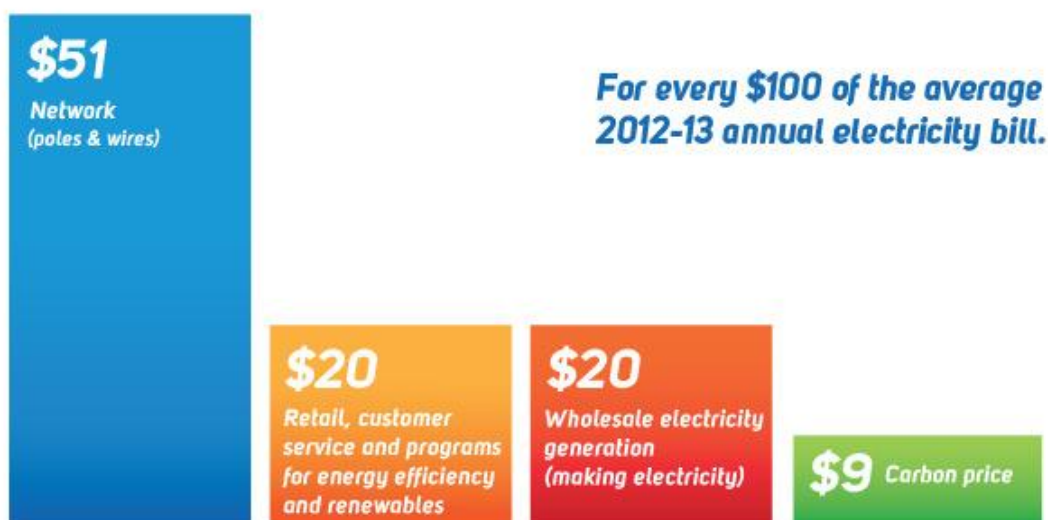 $51
Network
(poles & wires)
For every $100 of the average
2012-13 annual electricity bill.
$20
Retail, customer
service and programs
for energy efficiency
and renewables
$20
Wholesale electricity
generation
(making electricity)
$9 Carbon price